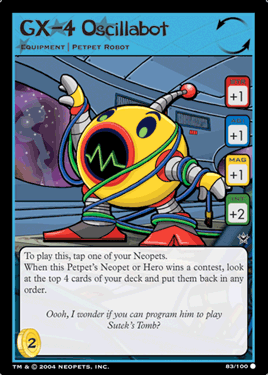 GX-4 Oscillabot
Equipment | Petpet Robot
+1
+1
MAG
+1
+2
To play this, tap one of your Neopets.
When this Petpet's Neopet or Hero wins a contest, look
at the top 4 cards of your deck and put them back in any
order.
Oooh, I wonder if you can program him to play
Sutek's Tomb?
2
TM & © 2004 NEOPETS, INC.
83/100